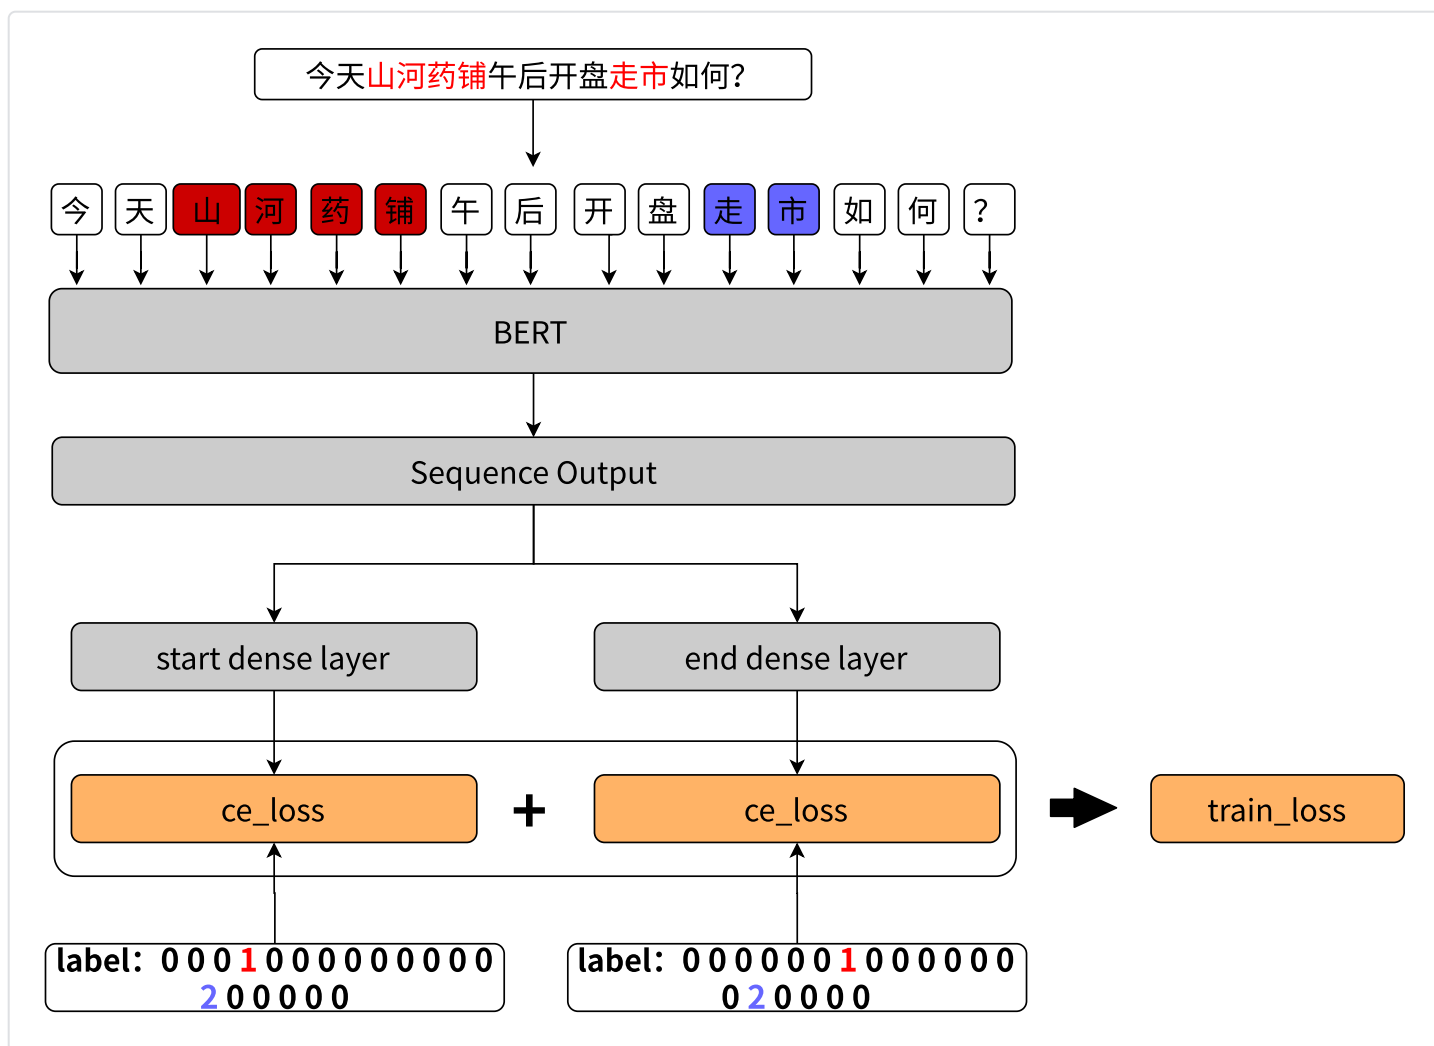 今天山河药铺午后开盘走市如何？
今 天 山 河 药 铺 午 后 开 盘 走 市 如 何 ？
BERT
Sequence Output
start dense layer end dense layer
ce_loss + ce_loss train_loss
label：0 0 0 1 0 0 0 0 0 0 0 0 0
2 0 0 0 0 0
label：0 0 0 0 0 0 1 0 0 0 0 0 0
0 2 0 0 0 0